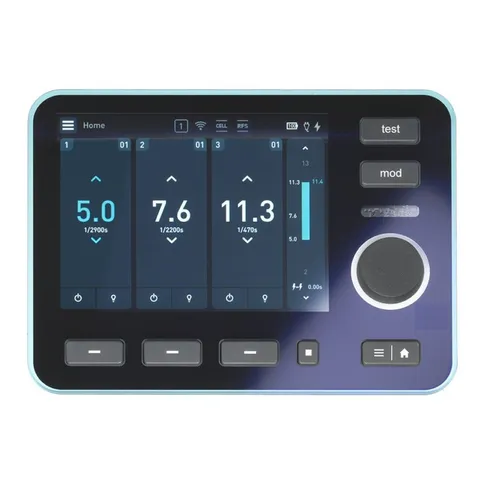 Home
1
CELL
RFS
test
1 01
2 01
3 01
13
mod
11.3 11.4
5.0
7.6
11.3
7.6
1/2900s
1/2200s
1/470s
5.0
2
0.00s